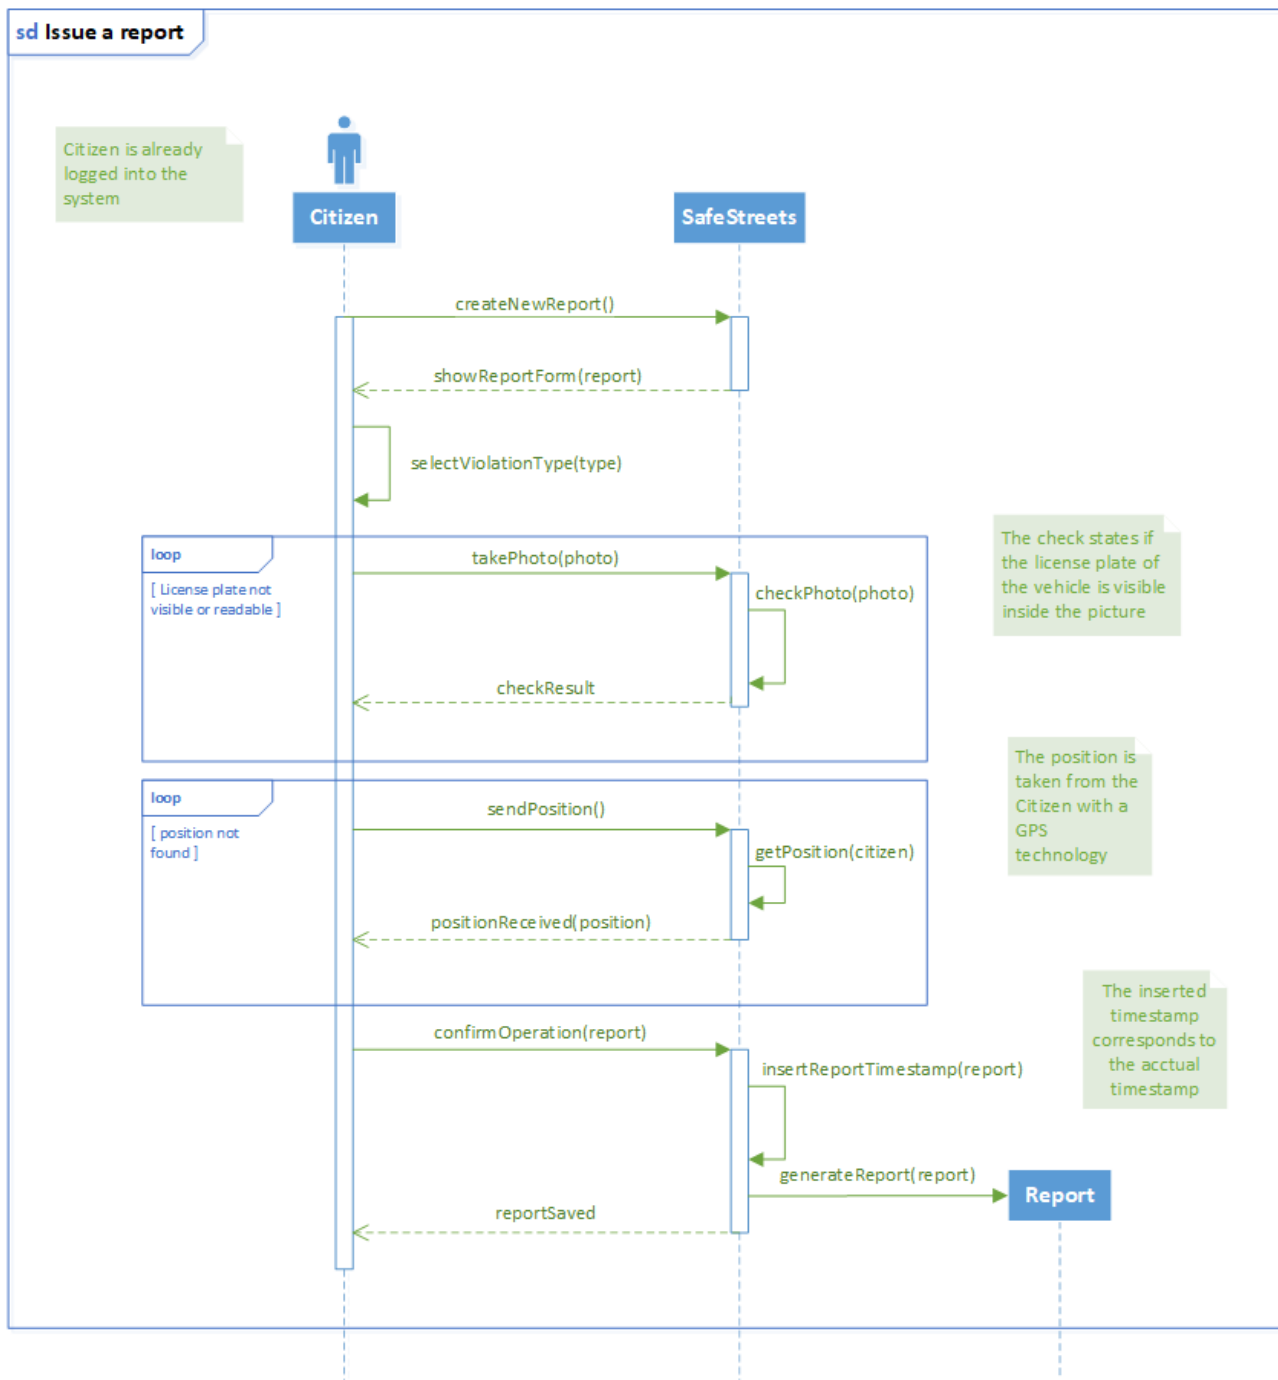 sd Issue a report
Citizen is already
logged into the
system
Citizen
SafeStreets
createNewReport()
showReportForm(report)
selectViolationType(type)
loop
[ License plate not
visible or readable ]
takePhoto(photo)
checkPhoto(photo)
checkResult
The check states if
the license plate of
the vehicle is visible
inside the picture
loop
[ position not
found ]
sendPosition()
getPosition(citizen)
positionReceived(position)
The position is
taken from the
Citizen with a
GPS
technology
confirmOperation(report)
insertReportTimestamp(report)
The inserted
timestamp
corresponds to
the acctual
timestamp
generateReport(report)
Report
reportSaved